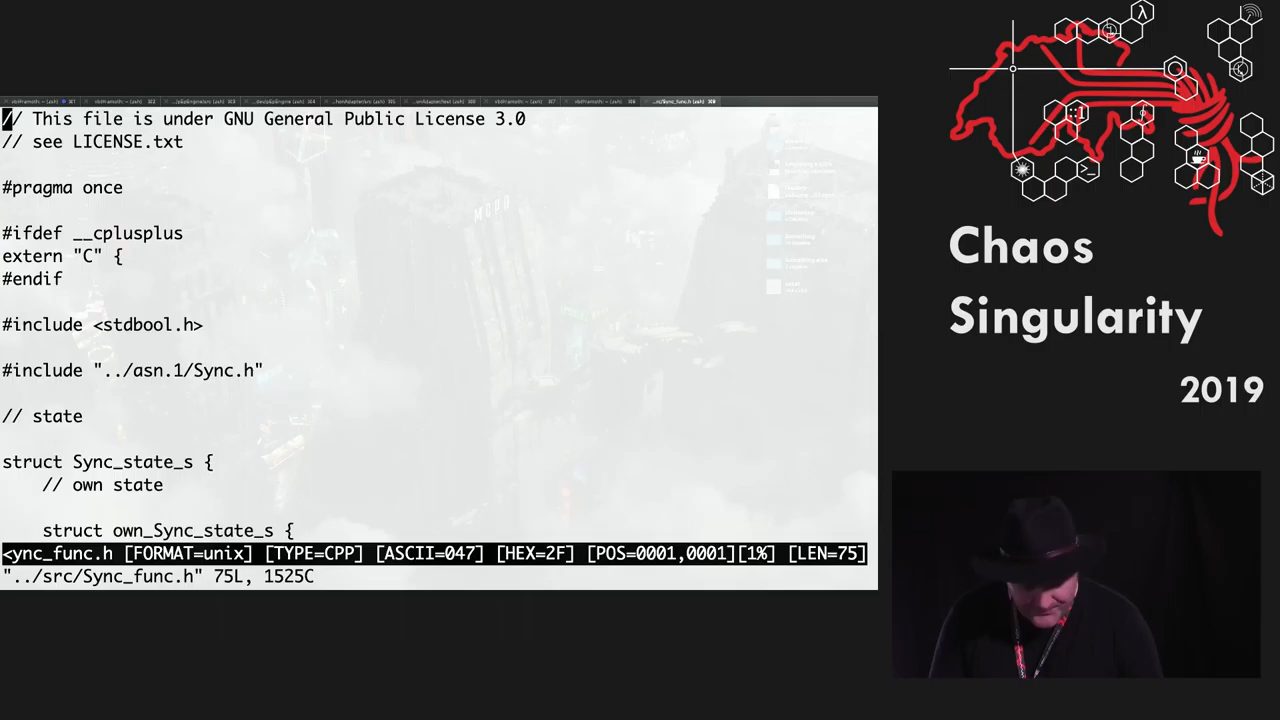 // This file is under GNU General Public License 3.0
// see LICENSE.txt
#pragma once
#ifdef __cplusplus
extern "C" {
#endif
#include <stdbool.h>
#include "../asn.1/Sync.h"
// state
struct Sync_state_s {
// own state
struct own_Sync_state_s {
<ync_func.h [FORMAT=unix] [TYPE=CPP] [ASCII=047] [HEX=2F] [POS=0001,0001][1%] [LEN=75]
"../src/Sync_func.h" 75L, 1525C
Chaos
Singularity
2019